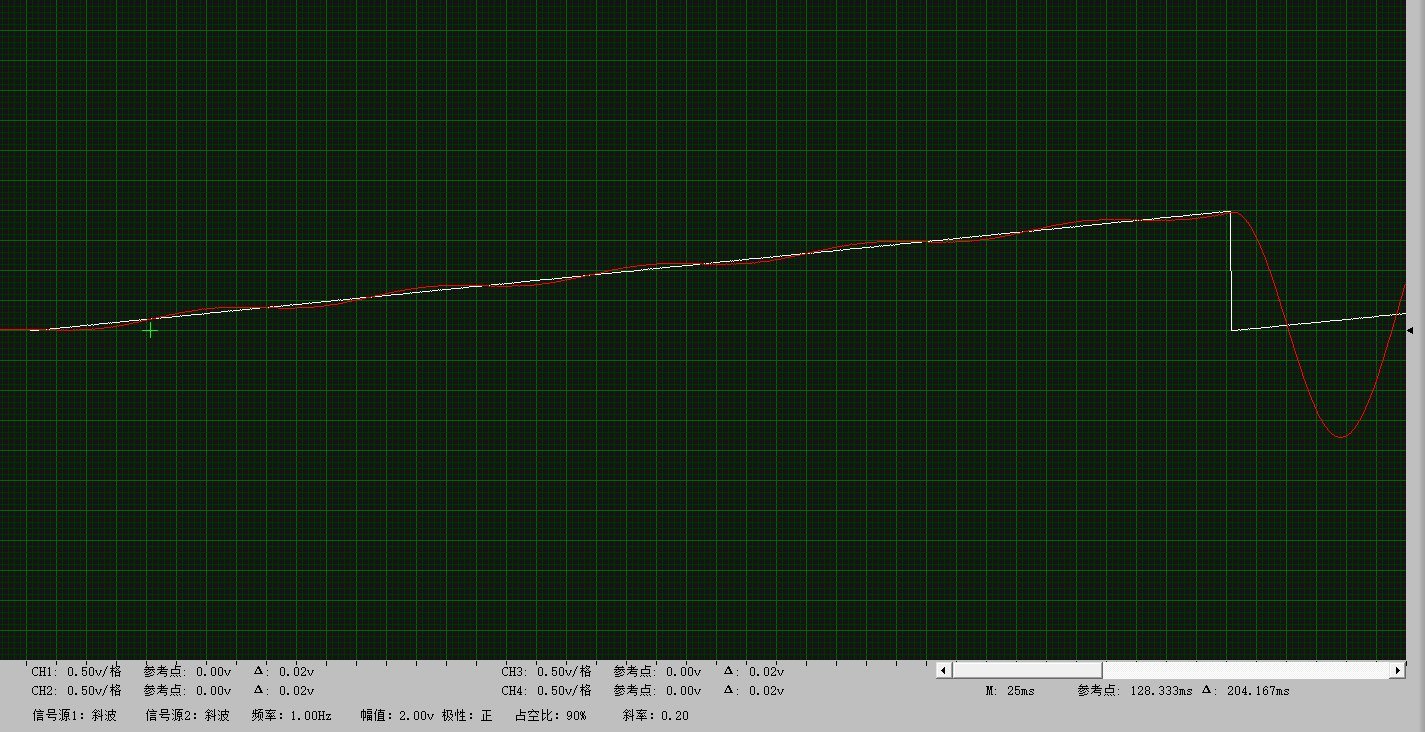 CH1: 0.50v/格 参考点: 0.00v Δ: 0.02v CH3: 0.50v/格 参考点: 0.00v Δ: 0.02v
CH2: 0.50v/格 参考点: 0.00v Δ: 0.02v CH4: 0.50v/格 参考点: 0.00v Δ: 0.02v M: 25ms 参考点: 128.333ms Δ: 204.167ms
信号源1: 斜波 信号源2: 斜波 频率: 1.00Hz 幅值: 2.00v 极性: 正 占空比: 90% 斜率: 0.20